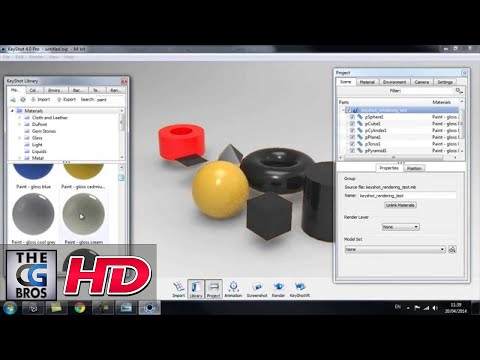 KeyShot 4.0 Pro - untitled.bip - 64 bit
File Edit View Render Help
KeyShot Library
Ma... Col... Envir... Back... Te... Ren...
Import Export Search: paint
Materials
Cloth and Leather
DuPont
Gem Stones
Glass
Light
Liquids
Metal
Paint - gloss blue
Paint - gloss cadmiu...
Paint - gloss cool grey
Paint - gloss cream
Project
Scene Material Environment Camera Settings
Filter:
Parts Materials
keyshot_rendering_test
pSphere1 Paint - gloss
pCube1 Paint - gloss
pCylinder1 Paint - gloss
pPlane1 Paint - gloss
pTorus1 Paint - gloss
pPyramid1 Paint - gloss
Properties Position
Group
Source file: keyshot_rendering_test.mb
Name: keyshot_rendering_test
Unlink Materials
Render Layer
None
Model Set
None
Import Library Project Animation Screenshot Render KeyShotVR
THE CG BROS
HD
EN
11:39
20/04/2014